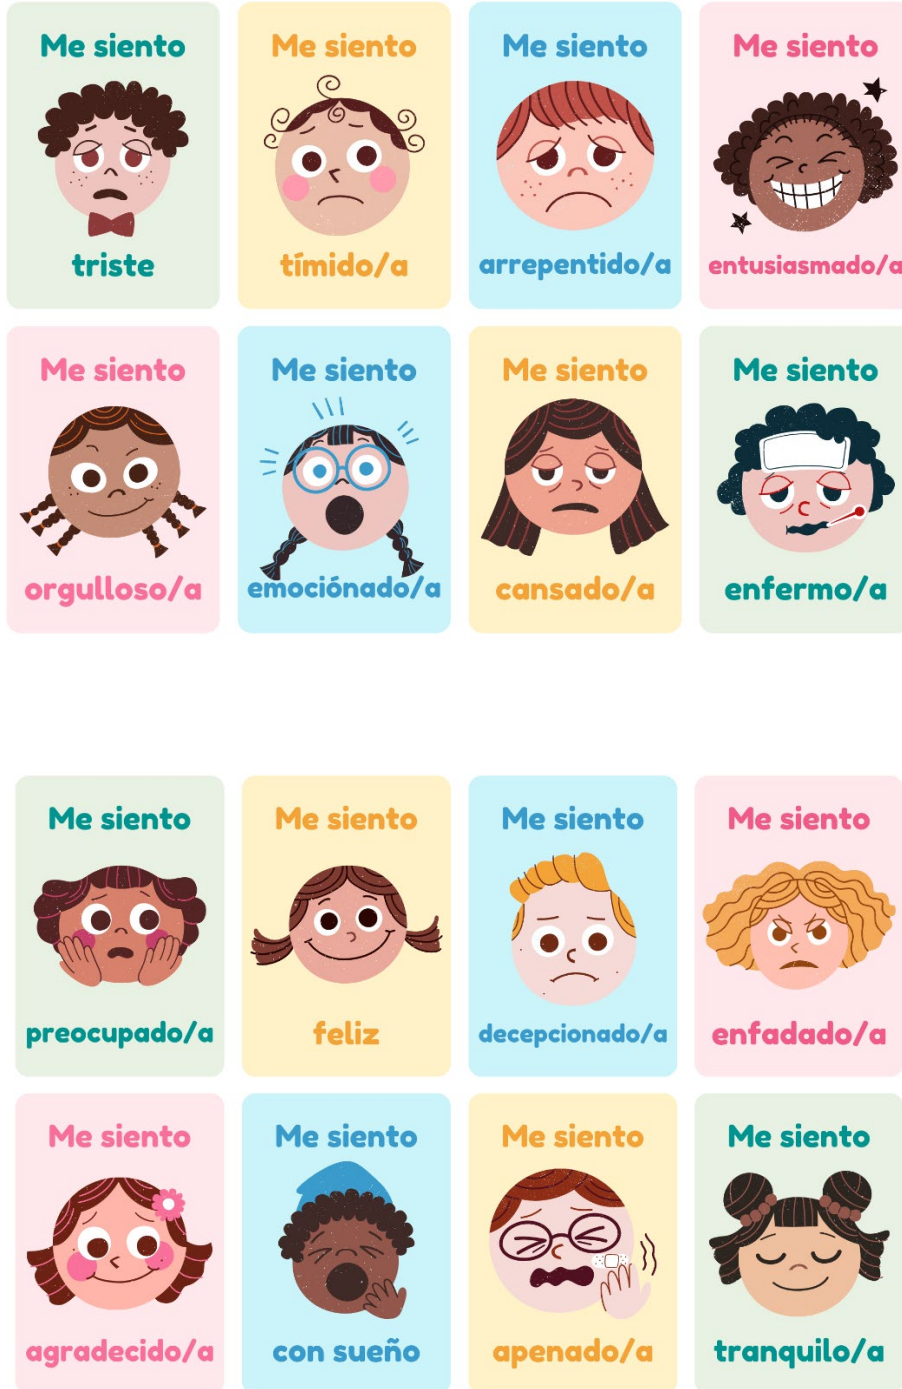 Me siento
triste
Me siento
tímido/a
Me siento
arrepentido/a
Me siento
entusiasmado/a
Me siento
orgulloso/a
Me siento
emociónado/a
Me siento
cansado/a
Me siento
enfermo/a
Me siento
preocupado/a
Me siento
feliz
Me siento
decepcionado/a
Me siento
enfadado/a
Me siento
agradecido/a
Me siento
con sueño
Me siento
apenado/a
Me siento
tranquilo/a